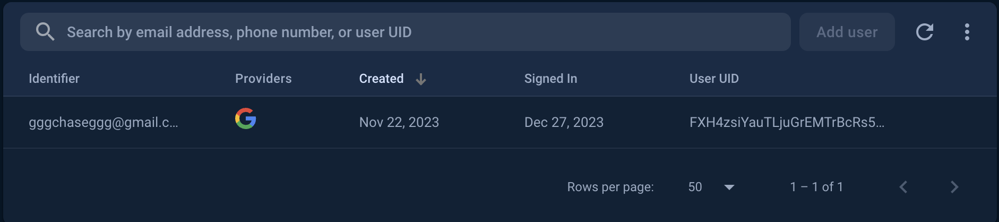 Search by email address, phone number, or user UID Add user
Identifier Providers Created Signed In User UID
gggchaseggg@gmail.c... Nov 22, 2023 Dec 27, 2023 FXH4zsiYauTLjuGrEMTrBcRs5...
Rows per page: 50 1 – 1 of 1